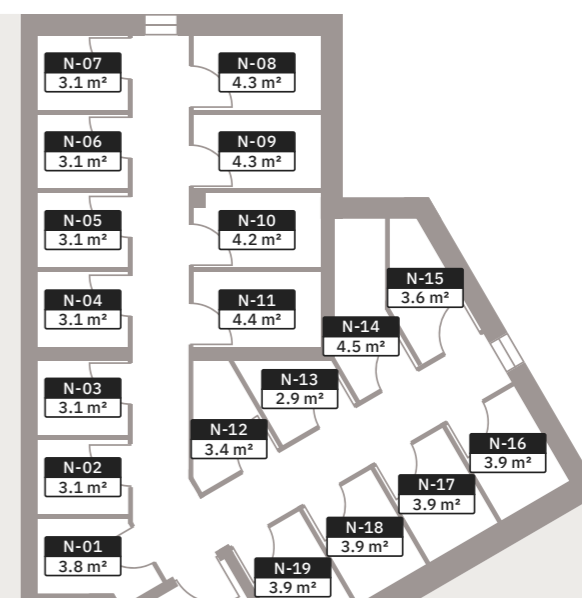 N-07
3.1 m²
N-08
4.3 m²
N-06
3.1 m²
N-09
4.3 m²
N-05
3.1 m²
N-10
4.2 m²
N-04
3.1 m²
N-11
4.4 m²
N-15
3.6 m²
N-14
4.5 m²
N-03
3.1 m²
N-13
2.9 m²
N-12
3.4 m²
N-16
3.9 m²
N-02
3.1 m²
N-17
3.9 m²
N-18
3.9 m²
N-01
3.8 m²
N-19
3.9 m²